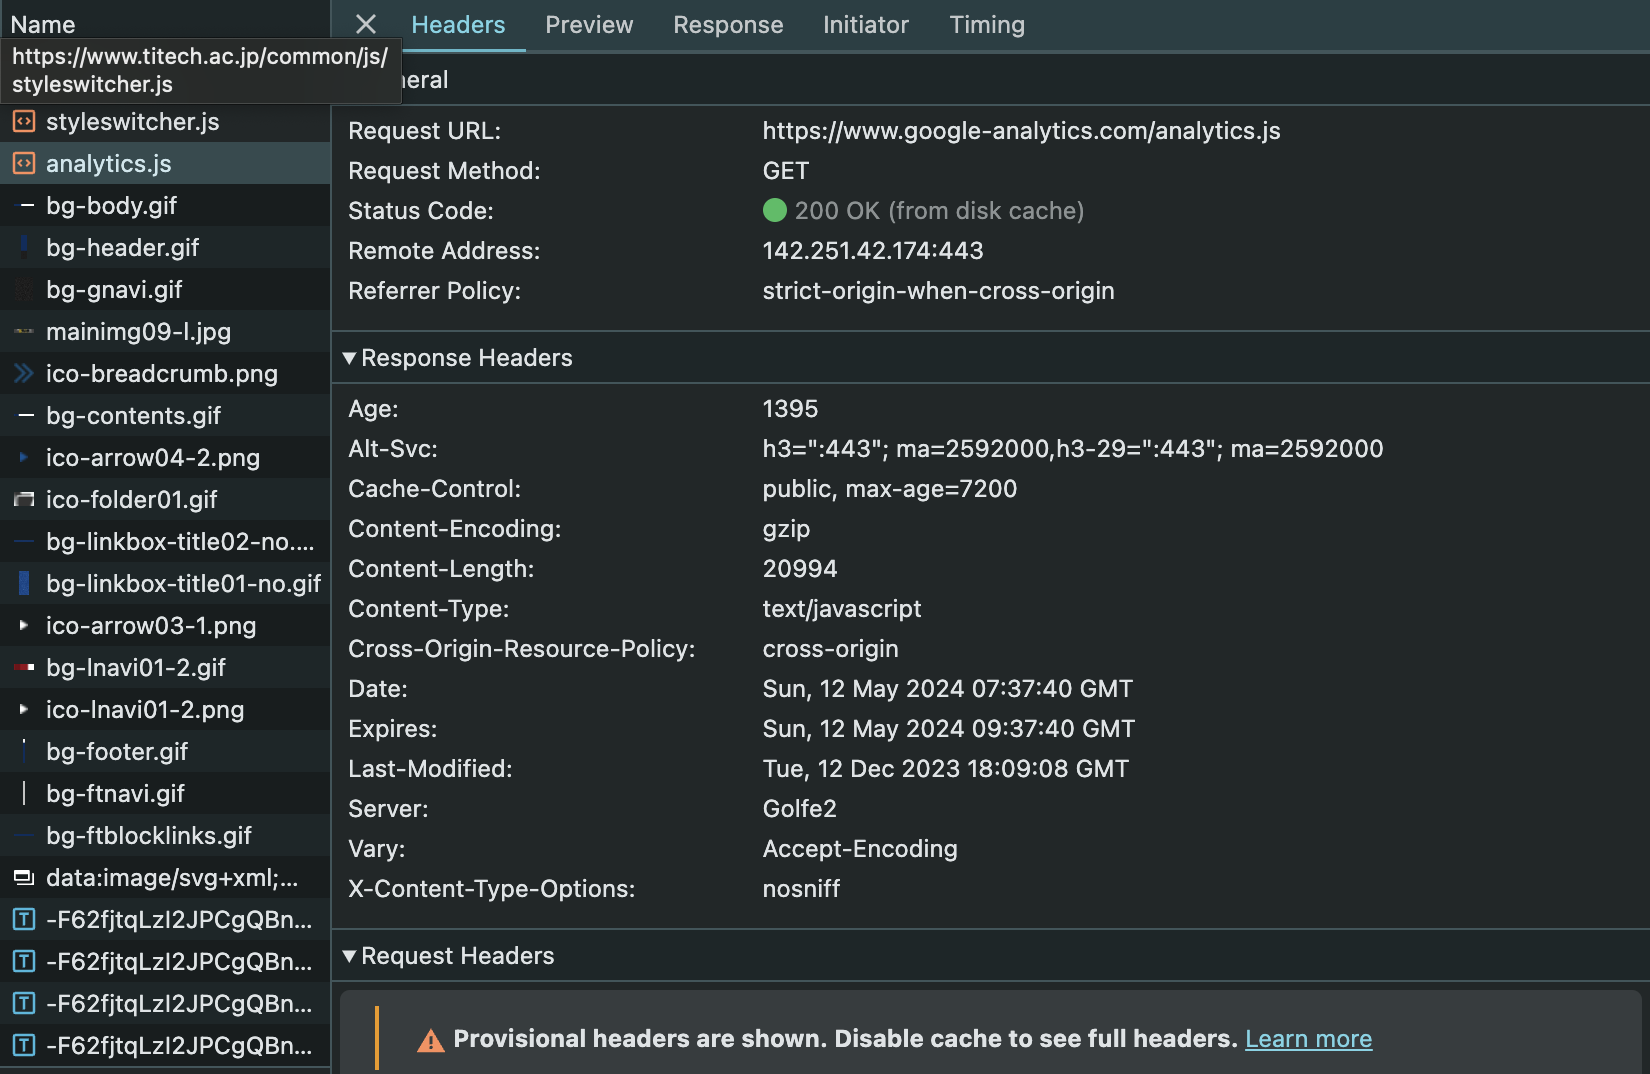 Name
https://www.titech.ac.jp/common/js/
styleswitcher.js
styleswitcher.js
analytics.js
bg-body.gif
bg-header.gif
bg-gnavi.gif
mainimg09-l.jpg
ico-breadcrumb.png
bg-contents.gif
ico-arrow04-2.png
ico-folder01.gif
bg-linkbox-title02-no....
bg-linkbox-title01-no.gif
ico-arrow03-1.png
bg-lnavi01-2.gif
ico-lnavi01-2.png
bg-footer.gif
bg-ftnavi.gif
bg-ftblocklinks.gif
data:image/svg+xml;...
-F62fjtqLzI2JPCgQBn...
-F62fjtqLzI2JPCgQBn...
-F62fjtqLzI2JPCgQBn...
-F62fjtqLzI2JPCgQBn...
Headers Preview Response Initiator Timing
neral
Request URL: https://www.google-analytics.com/analytics.js
Request Method: GET
Status Code: 200 OK (from disk cache)
Remote Address: 142.251.42.174:443
Referrer Policy: strict-origin-when-cross-origin
Response Headers
Age: 1395
Alt-Svc: h3=":443"; ma=2592000,h3-29=":443"; ma=2592000
Cache-Control: public, max-age=7200
Content-Encoding: gzip
Content-Length: 20994
Content-Type: text/javascript
Cross-Origin-Resource-Policy: cross-origin
Date: Sun, 12 May 2024 07:37:40 GMT
Expires: Sun, 12 May 2024 09:37:40 GMT
Last-Modified: Tue, 12 Dec 2023 18:09:08 GMT
Server: Golfe2
Vary: Accept-Encoding
X-Content-Type-Options: nosniff
Request Headers
Provisional headers are shown. Disable cache to see full headers. Learn more